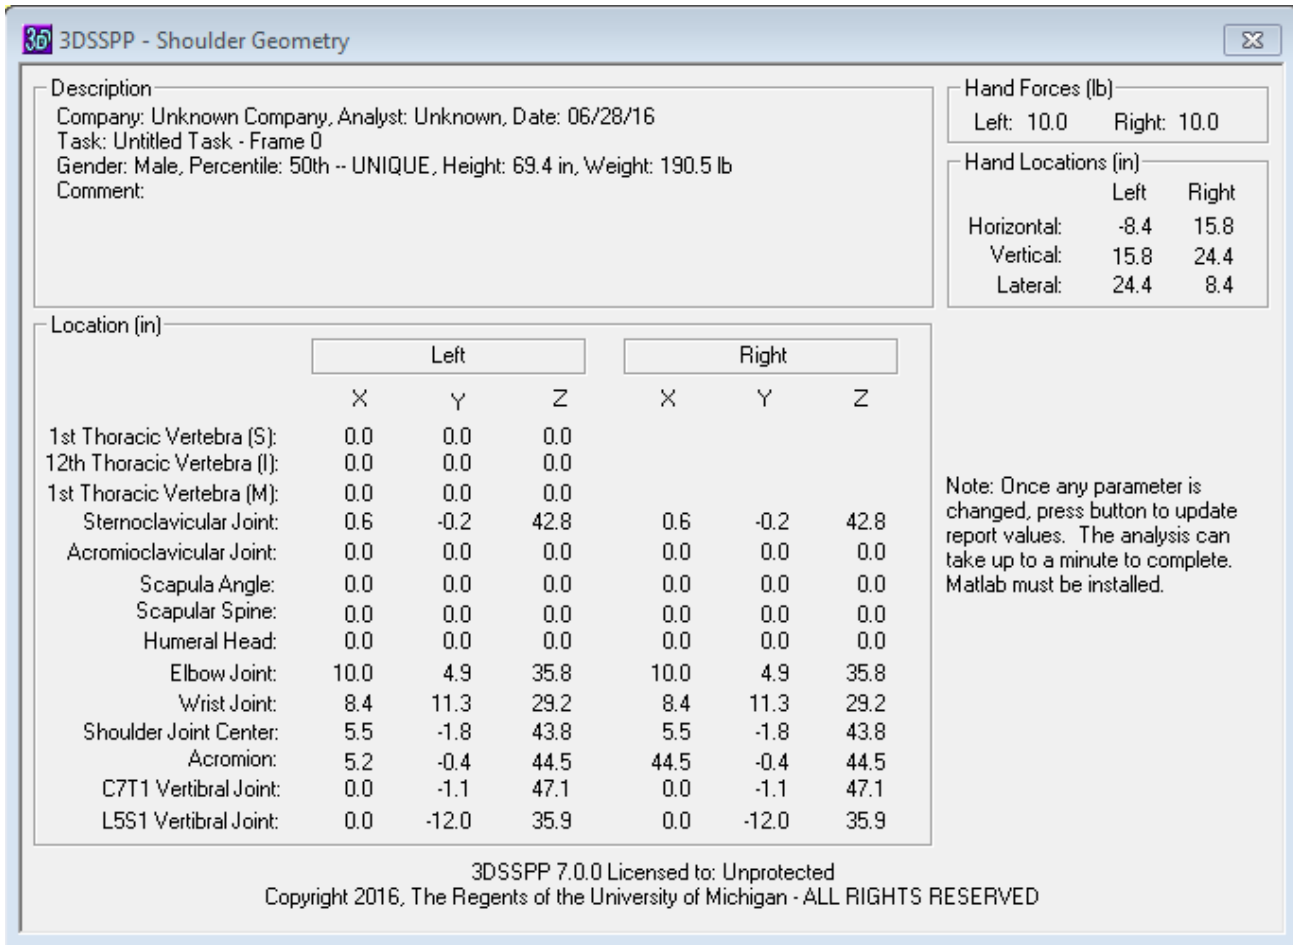 3D 3DSSPP - Shoulder Geometry
Description
Company: Unknown Company, Analyst: Unknown, Date: 06/28/16
Task: Untitled Task - Frame 0
Gender: Male, Percentile: 50th -- UNIQUE, Height: 69.4 in, Weight: 190.5 lb
Comment:
Hand Forces (lb)
Left: 10.0 Right: 10.0
Hand Locations (in)
Left Right
Horizontal: -8.4 15.8
Vertical: 15.8 24.4
Lateral: 24.4 8.4
Location (in)
Left Right
X Y Z X Y Z
1st Thoracic Vertebra (S): 0.0 0.0 0.0
12th Thoracic Vertebra (I): 0.0 0.0 0.0
1st Thoracic Vertebra (M): 0.0 0.0 0.0
Sternoclavicular Joint: 0.6 -0.2 42.8 0.6 -0.2 42.8
Acromioclavicular Joint: 0.0 0.0 0.0 0.0 0.0 0.0
Scapula Angle: 0.0 0.0 0.0 0.0 0.0 0.0
Scapular Spine: 0.0 0.0 0.0 0.0 0.0 0.0
Humeral Head: 0.0 0.0 0.0 0.0 0.0 0.0
Elbow Joint: 10.0 4.9 35.8 10.0 4.9 35.8
Wrist Joint: 8.4 11.3 29.2 8.4 11.3 29.2
Shoulder Joint Center: 5.5 -1.8 43.8 5.5 -1.8 43.8
Acromion: 5.2 -0.4 44.5 44.5 -0.4 44.5
C7T1 Vertibral Joint: 0.0 -1.1 47.1 0.0 -1.1 47.1
L5S1 Vertibral Joint: 0.0 -12.0 35.9 0.0 -12.0 35.9
Note: Once any parameter is
changed, press button to update
report values. The analysis can
take up to a minute to complete.
Matlab must be installed.
3DSSPP 7.0.0 Licensed to: Unprotected
Copyright 2016, The Regents of the University of Michigan - ALL RIGHTS RESERVED